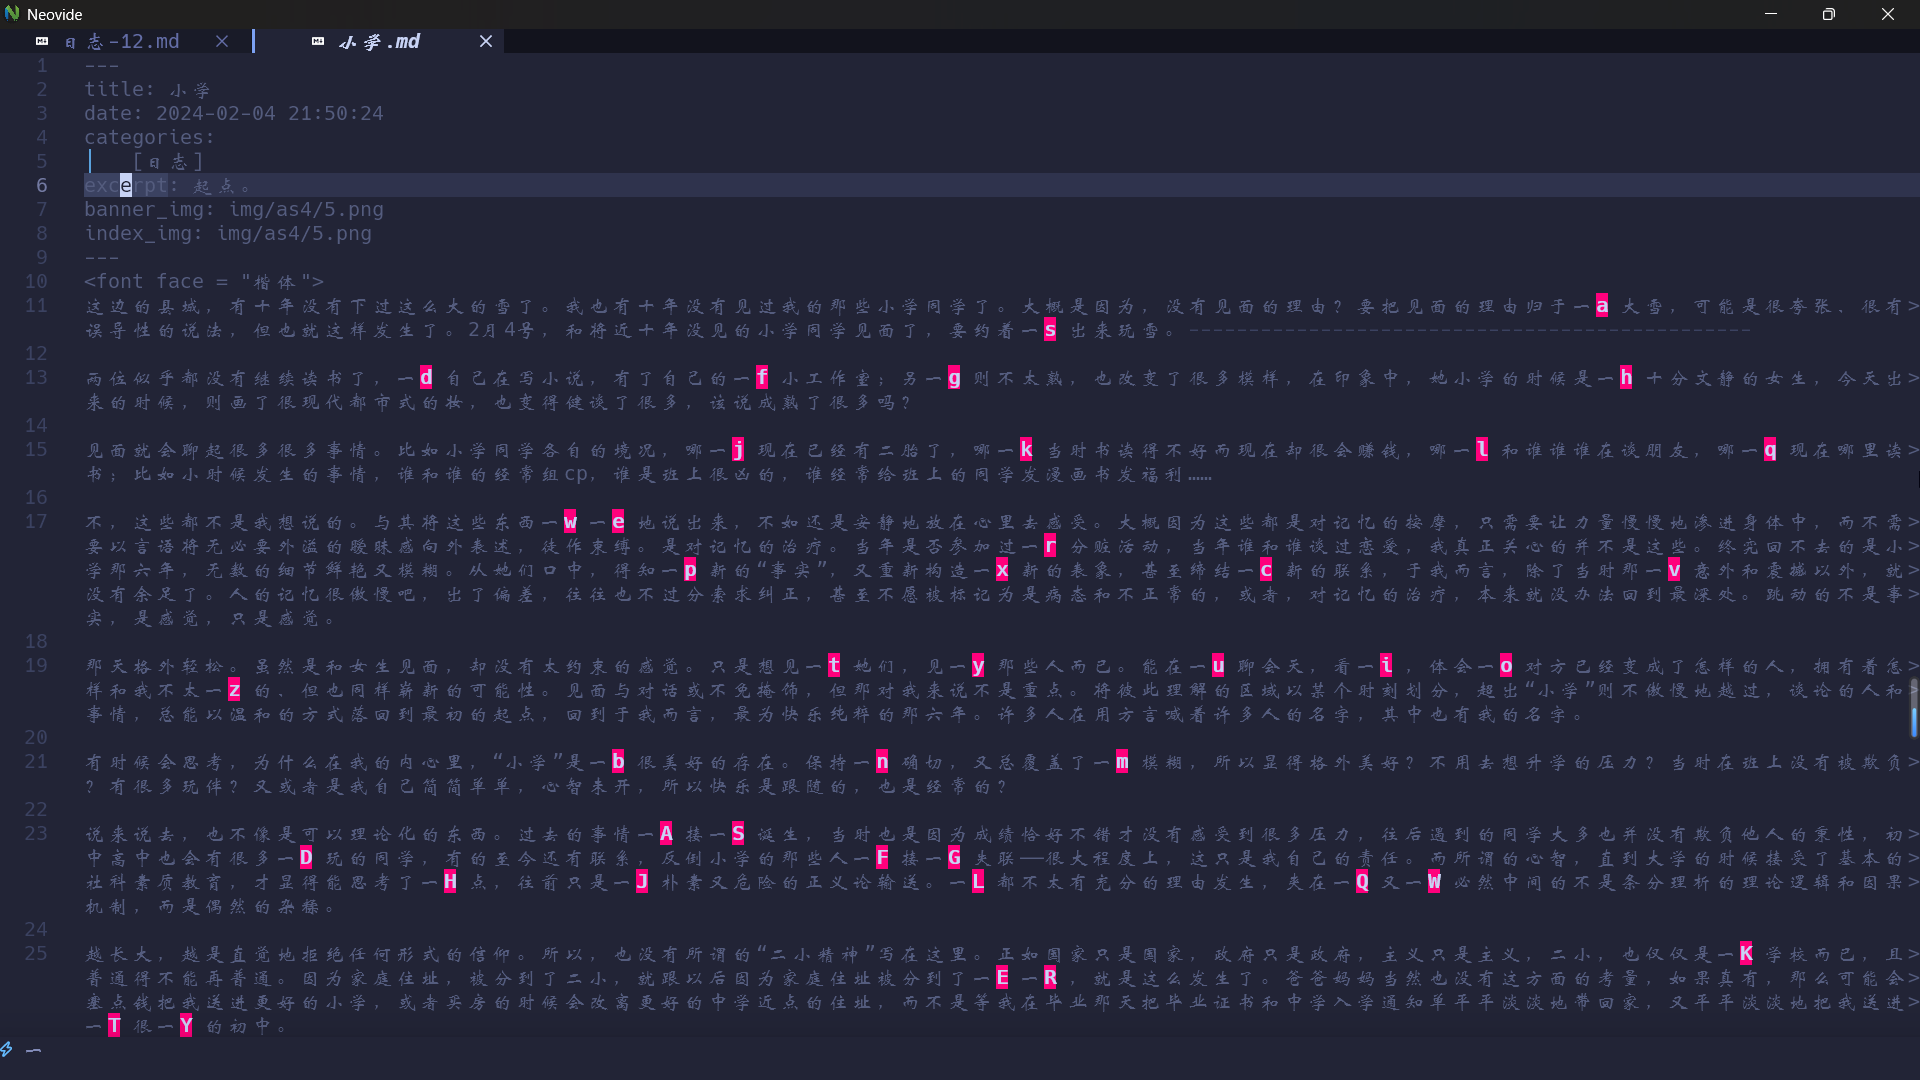 Neovide
日志-12.md
小学.md
1 ---
2 title: 小学
3 date: 2024-02-04 21:50:24
4 categories:
5 [日志]
6 excerpt: 起点。
7 banner_img: img/as4/5.png
8 index_img: img/as4/5.png
9 ---
10 <font face = "楷体">
11 这边的县城，有十年没有下过这么大的雪了。我也有十年没有见过我的那些小学同学了。大概是因为，没有见面的理由？要把见面的理由归于一a大雪，可能是很夸张、很有>
误导性的说法，但也就这样发生了。2月4号，和将近十年没见的小学同学见面了，要约着一s出来玩雪。----------------------------------------------
12
13 两位似乎都没有继续读书了，一d自己在写小说，有了自己的一f小工作室；另一g则不太熟，也改变了很多模样，在印象中，她小学的时候是一h十分文静的女生，今天出>
来的时候，则画了很现代都市式的妆，也变得健谈了很多，该说成熟了很多吗？
14
15 见面就会聊起很多很多事情。比如小学同学各自的境况，哪一j现在已经有二胎了，哪一k当时书读得不好而现在却很会赚钱，哪一l和谁谁谁在谈朋友，哪一q现在哪里读>
书；比如小时候发生的事情，谁和谁的经常组cp，谁是班上很凶的，谁经常给班上的同学发漫画书发福利……
16
17 不，这些都不是我想说的。与其将这些东西一w一e地说出来，不如还是安静地放在心里去感受。大概因为这些都是对记忆的按摩，只需要让力量慢慢地渗进身体中，而不需>
要以言语将无必要外溢的暧昧感向外表述，徒作束缚。是对记忆的治疗。当年是否参加过一r分赃活动，当年谁和谁谈过恋爱，我真正关心的并不是这些。终究回不去的是小>
学那六年，无数的细节鲜艳又模糊。从她们口中，得知一p新的“事实”，又重新构造一x新的表象，甚至缔结一c新的联系，于我而言，除了当时那一v意外和震撼以外，就>
没有余足了。人的记忆很傲慢吧，出了偏差，往往也不过分索求纠正，甚至不愿被标记为是病态和不正常的，或者，对记忆的治疗，本来就没办法回到最深处。跳动的不是事>
实，是感觉，只是感觉。
18
19 那天格外轻松。虽然是和女生见面，却没有太约束的感觉。只是想见一t她们，见一y那些人而已。能在一u聊会天，看一i，体会一o对方已经变成了怎样的人，拥有着怎>
样和我不太一z的、但也同样崭新的可能性。见面与对话或不免掩饰，但那对我来说不是重点。将彼此理解的区域以某个时刻划分，超出“小学”则不傲慢地越过，谈论的人和>
事情，总能以温和的方式落回到最初的起点，回到于我而言，最为快乐纯粹的那六年。许多人在用方言喊着许多人的名字，其中也有我的名字。
20
21 有时候会思考，为什么在我的内心里，“小学”是一b很美好的存在。保持一n确切，又总覆盖了一m模糊，所以显得格外美好？不用去想升学的压力？当时在班上没有被欺负>
？有很多玩伴？又或者是我自己简简单单，心智未开，所以快乐是跟随的，也是经常的？
22
23 说来说去，也不像是可以理论化的东西。过去的事情一A接一S诞生，当时也是因为成绩恰好不错才没有感受到很多压力，往后遇到的同学大多也并没有欺负他人的秉性，初>
中高中也会有很多一D玩的同学，有的至今还有联系，反倒小学的那些人一F接一G失联——很大程度上，这只是我自己的责任。而所谓的心智，直到大学的时候接受了基本的>
社科素质教育，才显得能思考了一H点，往前只是一J朴素又危险的正义论输送。一L都不太有充分的理由发生，夹在一Q又一W必然中间的不是条分理析的理论逻辑和因果>
机制，而是偶然的杂糅。
24
25 越长大，越是直觉地拒绝任何形式的信仰。所以，也没有所谓的“二小精神”写在这里。正如国家只是国家，政府只是政府，主义只是主义，二小，也仅仅是一K学校而已，且>
普通得不能再普通。因为家庭住址，被分到了二小，就跟以后因为家庭住址被分到了一E一R，就是这么发生了。爸爸妈妈当然也没有这方面的考量，如果真有，那么可能会>
塞点钱把我送进更好的小学，或者买房的时候会改离更好的中学近点的住址，而不是等我在毕业那天把毕业证书和中学入学通知单平平淡淡地带回家，又平平淡淡地把我送进>
一T很一Y的初中。
一